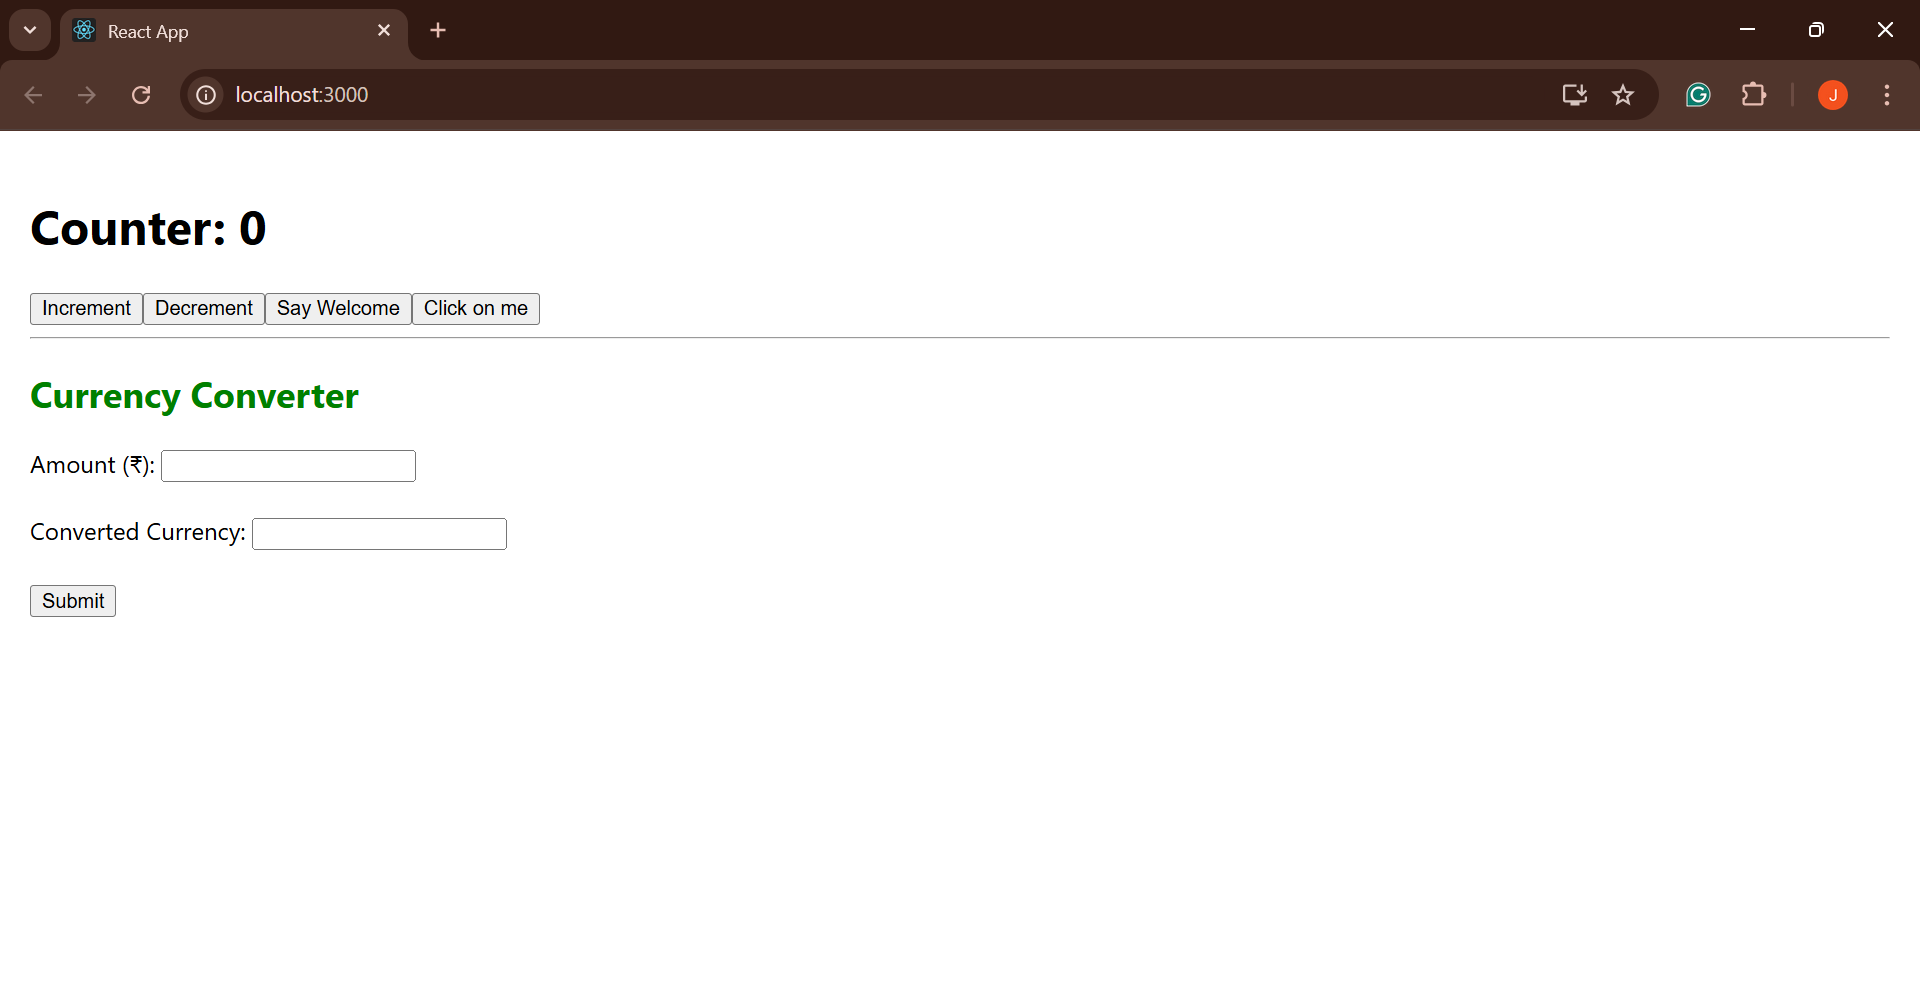 React App
localhost:3000
J
Counter: 0
Increment Decrement Say Welcome Click on me
Currency Converter
Amount (₹):
Converted Currency:
Submit